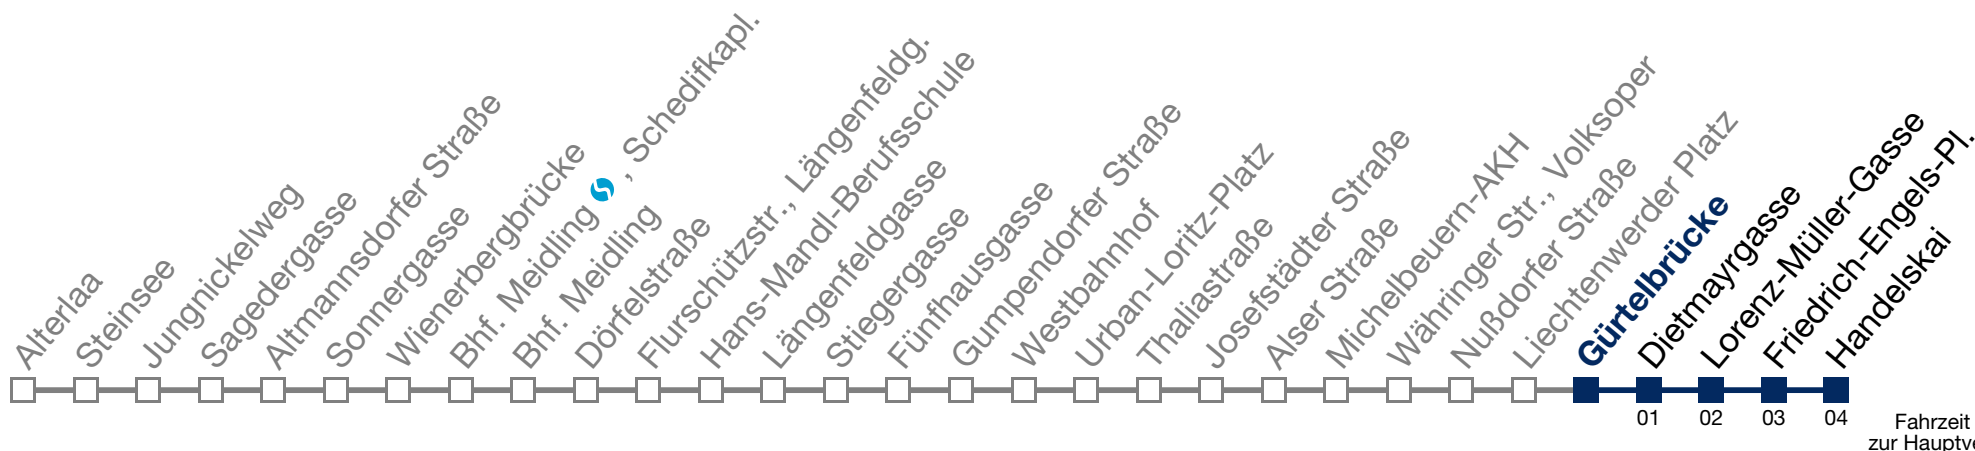 Alterlaa
Steinsee
Jungnickelweg
Sagedergasse
Altmannsdorfer Straße
Sonnergasse
Wienerbergbrücke
Bhf. Meidling , Schedifkapl.
Bhf. Meidling
Dörfelstraße
Flurschützstr., Längenfeldg.
Hans-Mandl-Berufsschule
Längenfeldgasse
Stiegergasse
Fünfhausgasse
Gumpendorfer Straße
Westbahnhof
Urban-Loritz-Platz
Thaliastraße
Josefstädter Straße
Alser Straße
Michelbeuern-AKH
Währinger Str., Volksoper
Nußdorfer Straße
Liechtenwerder Platz
Gürtelbrücke
Dietmayrgasse
Lorenz-Müller-Gasse
Friedrich-Engels-Pl.
Handelskai
01 02 03 04
Fahrzeit
zur Hauptve